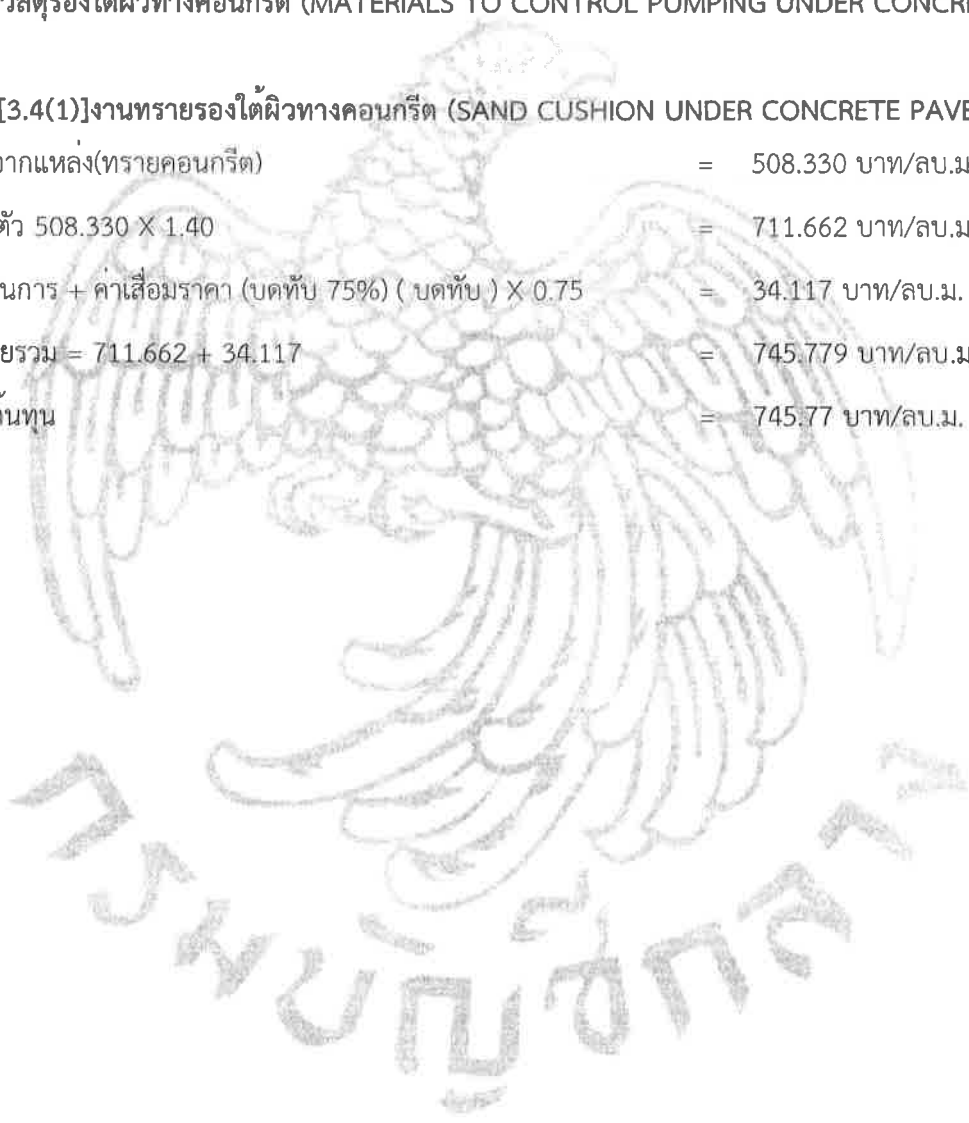 วัสดุรองใต้ผิวทางคอนกรีต (MATERIALS TO CONTROL PUMPING UNDER CONCRE
[3.4(1)]งานทรายรองใต้ผิวทางคอนกรีต (SAND CUSHION UNDER CONCRETE PAVE
จากแหล่ง(ทรายคอนกรีต) = 508.330 บาท/ลบ.ม
ตัว 508.330 X 1.40 = 711.662 บาท/ลบ.ม
นการ + ค่าเสื่อมราคา (บดทับ 75%) ( บดทับ ) X 0.75 = 34.117 บาท/ลบ.ม.
ยรวม = 711.662 + 34.117 = 745.779 บาท/ลบ.ม
ต้นทุน = 745.77 บาท/ลบ.ม.
กรมบัญชีกลาง